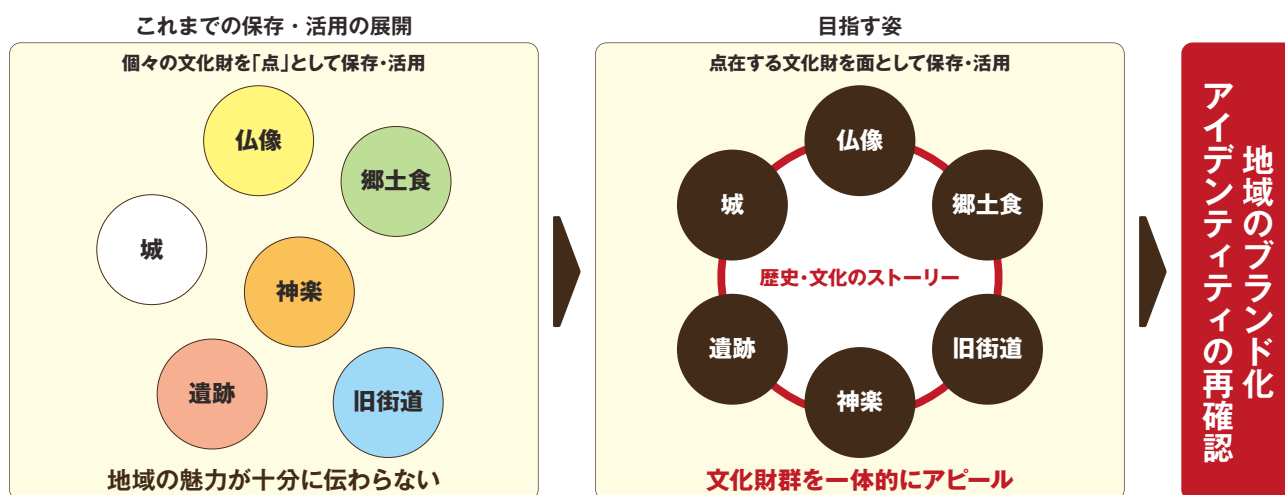 これまでの保存・活用の展開
個々の文化財を「点」として保存・活用
仏像
郷土食
城
神楽
遺跡
旧街道
地域の魅力が十分に伝わらない
目指す姿
点在する文化財を面として保存・活用
仏像
城
郷土食
歴史・文化のストーリー
遺跡
旧街道
神楽
文化財群を一体的にアピール
地域のブランド化
アイデンティティの再確認